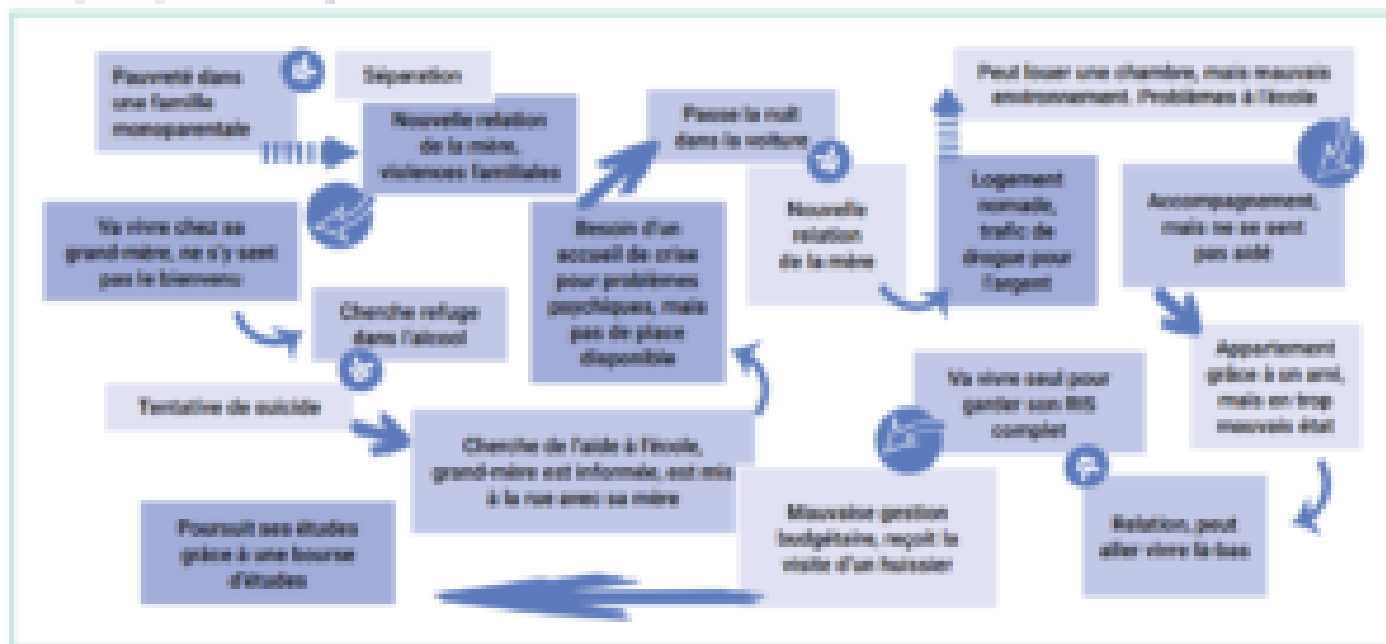 Pauvreté dans
une famille
monoparentale
Séparation
Nouvelle relation
de la mère,
violences familiales
Va vivre chez sa
grand-mère, ne s'y sent
pas le bienvenu
Cherche refuge
dans l'alcool
Tentative de suicide
Cherche de l'aide à l'école,
grand-mère est informée, est mis
à la rue avec sa mère
Besoin d'un
accueil de crise
pour problèmes
psychiques, mais
pas de place
disponible
Passe la nuit
dans la voiture
Nouvelle
relation
de la mère
Logement
nomade,
trafic de
drogue pour
l'argent
Peut louer une chambre, mais mauvais
environnement. Problèmes à l'école
Accompagnement,
mais ne se sent
pas aidé
Appartement
grâce à un ami,
mais en trop
mauvais état
Relation, peut
aller vivre là-bas
Va vivre seul pour
garder son RIS
complet
Mauvaise gestion
budgétaire, reçoit la
visite d'un huissier
Poursuit ses études
grâce à une bourse
d'études